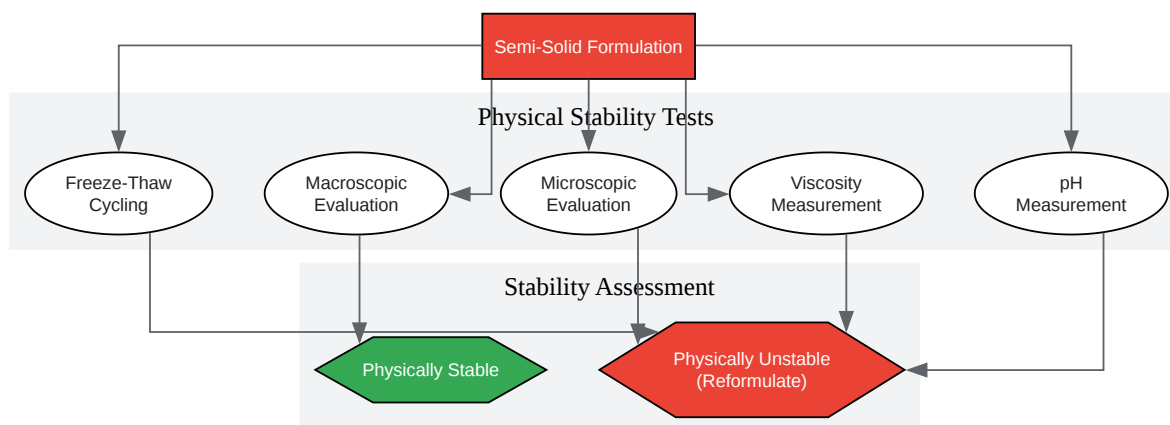 Semi-Solid Formulation
Physical Stability Tests
Freeze-Thaw
Cycling
Macroscopic
Evaluation
Microscopic
Evaluation
Viscosity
Measurement
pH
Measurement
Stability Assessment
Physically Stable
Physically Unstable
(Reformulate)